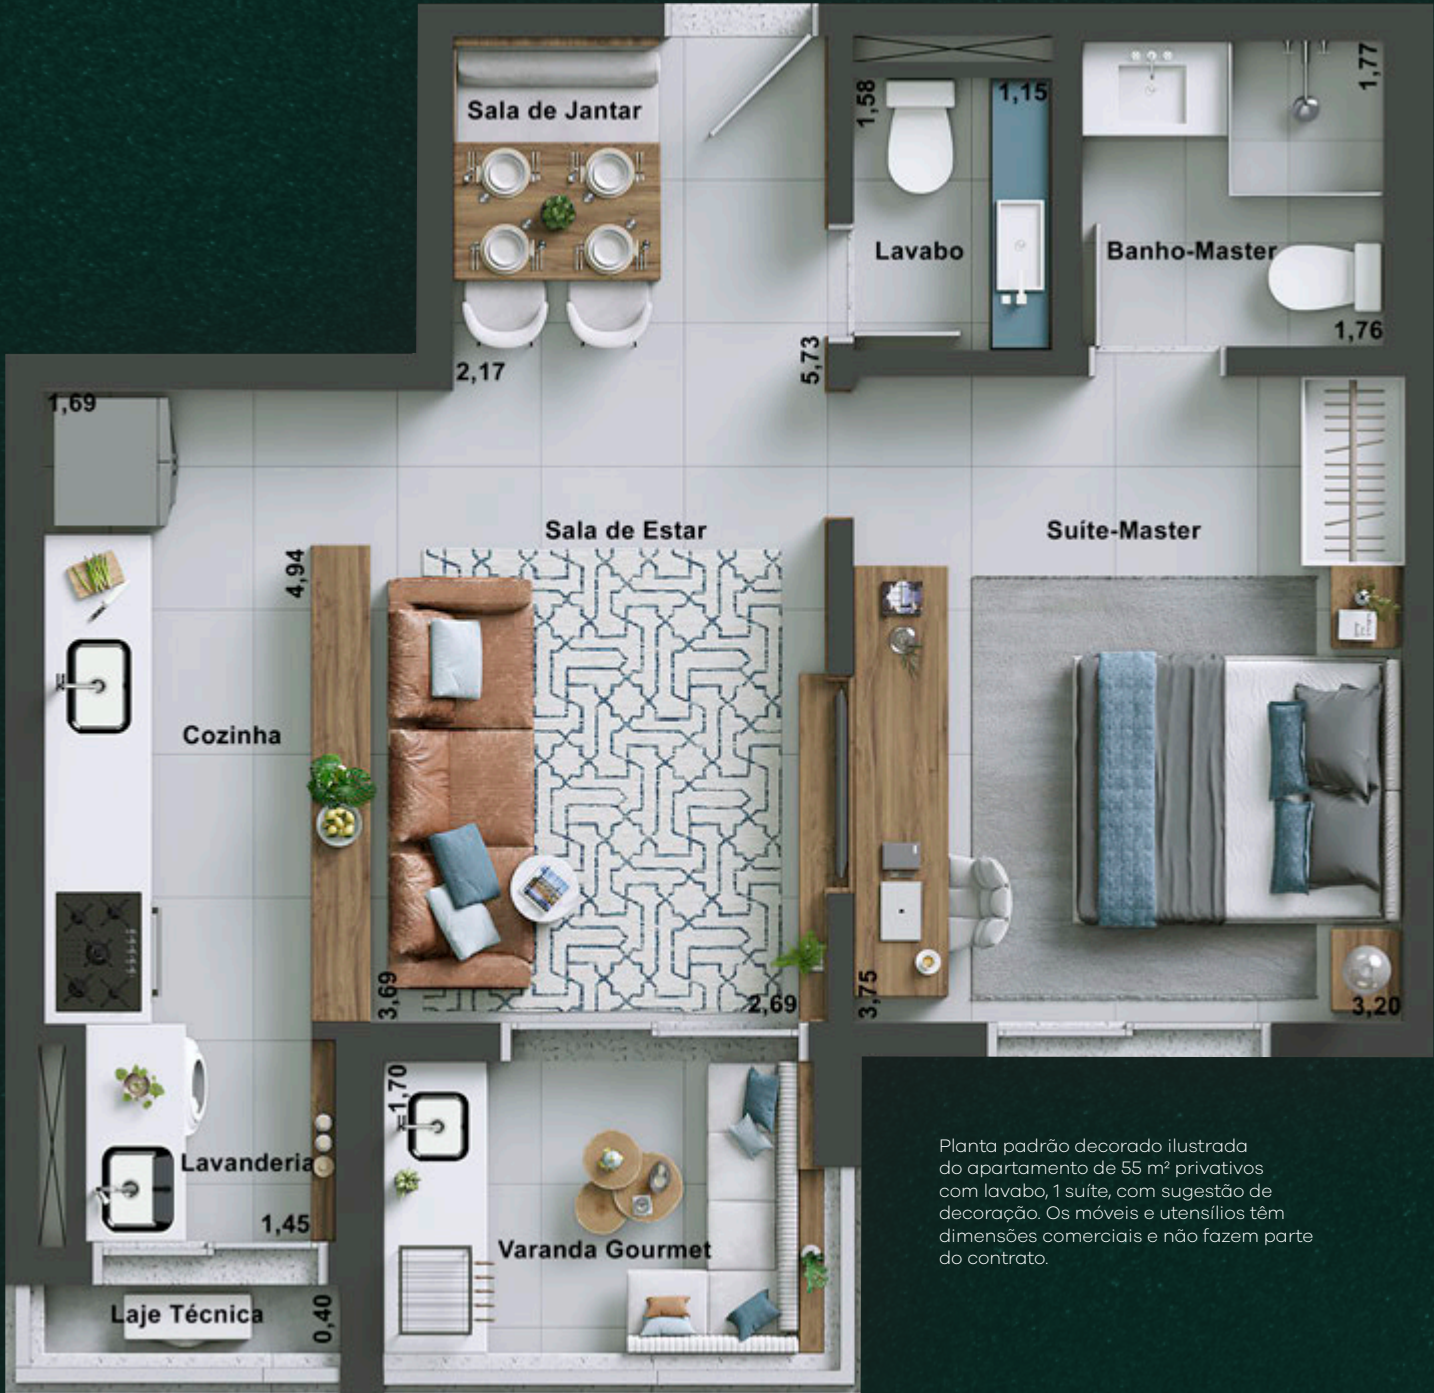 1,77
1,58
1,15
Sala de Jantar
Lavabo
Banho-Master
1,76
2,17
5,73
1,69
Sala de Estar
Suíte-Master
4,94
Cozinha
3,69
2,69
3,75
3,20
1,70
Lavanderia
1,45
Varanda Gourmet
Laje Técnica
0,40
Planta padrão decorado ilustrada
do apartamento de 55 m² privativos
com lavabo, 1 suíte, com sugestão de
decoração. Os móveis e utensílios têm
dimensões comerciais e não fazem parte
do contrato.